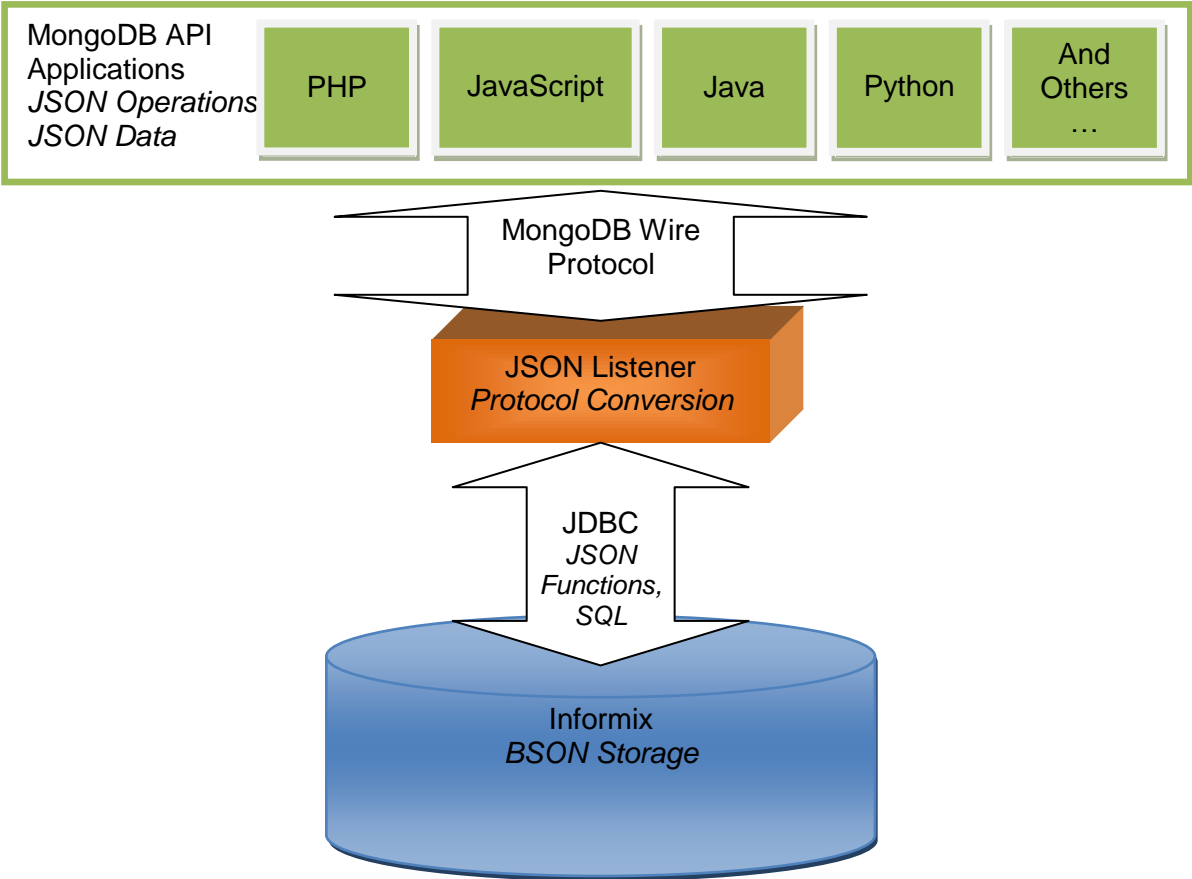 MongoDB API
Applications
JSON Operations
JSON Data
PHP
JavaScript
Java
Python
And
Others
…
MongoDB Wire
Protocol
JSON Listener
Protocol Conversion
JDBC
JSON
Functions,
SQL
Informix
BSON Storage